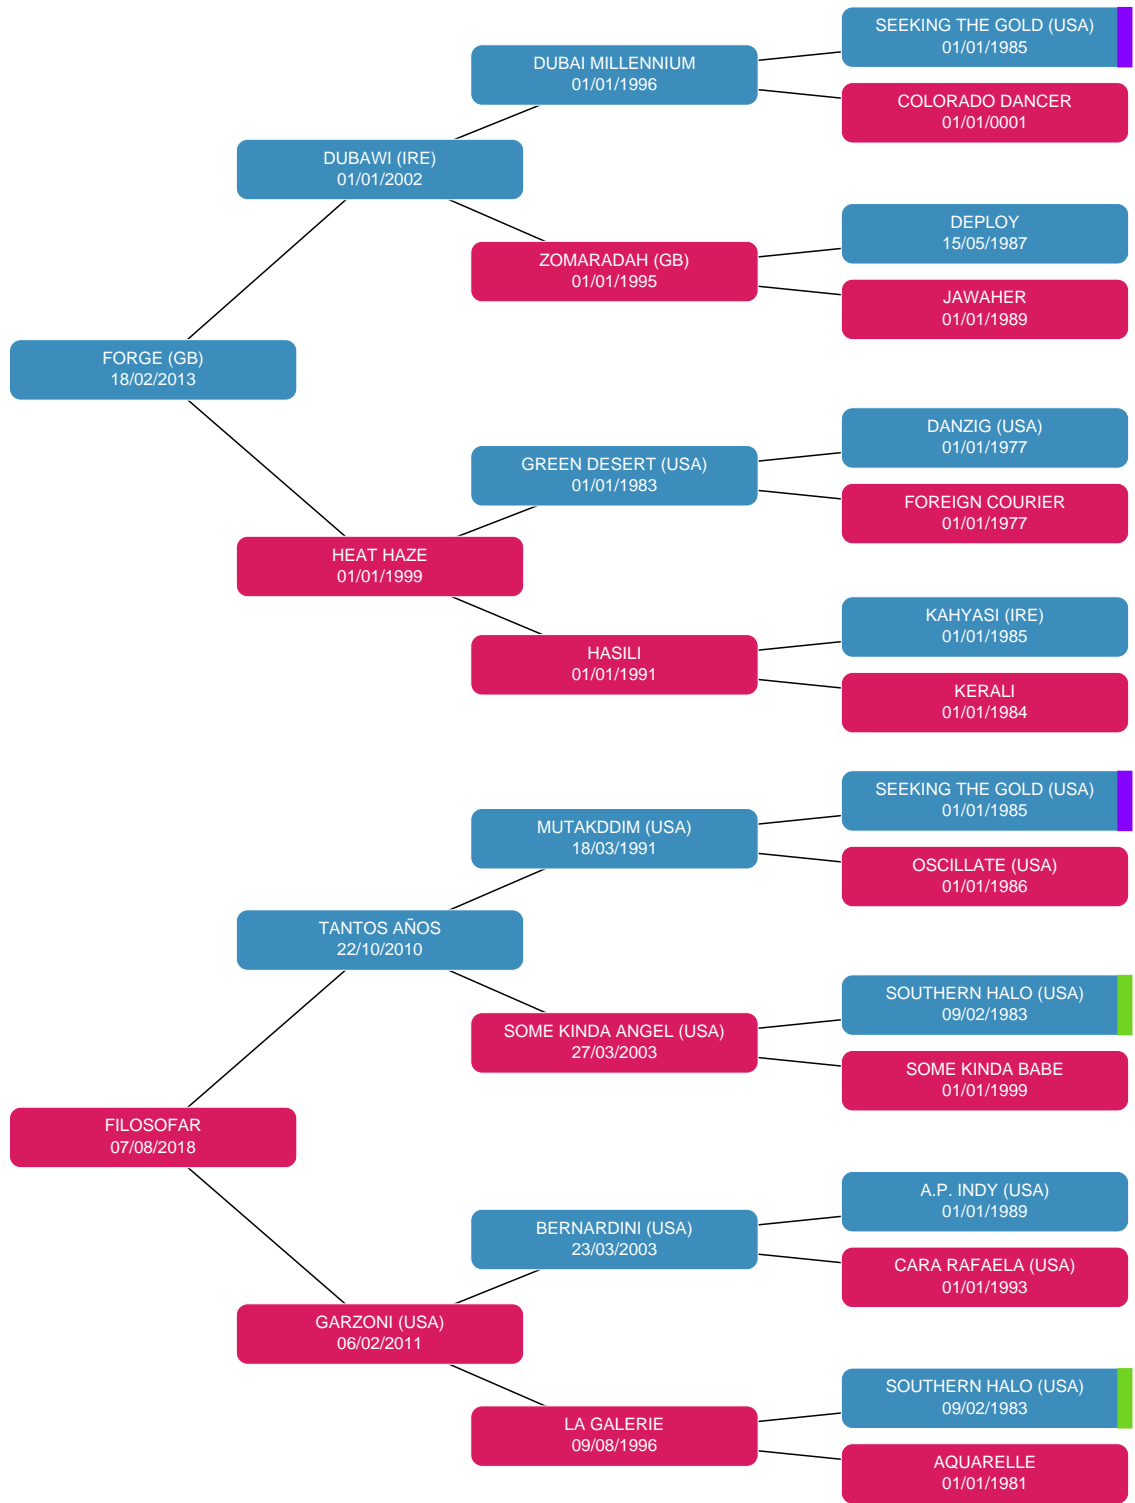 SEEKING THE GOLD (USA)
01/01/1985
DUBAI MILLENNIUM
01/01/1996
COLORADO DANCER
01/01/0001
DUBAWI (IRE)
01/01/2002
DEPLOY
15/05/1987
ZOMARADAH (GB)
01/01/1995
JAWAHER
01/01/1989
FORGE (GB)
18/02/2013
DANZIG (USA)
01/01/1977
GREEN DESERT (USA)
01/01/1983
FOREIGN COURIER
01/01/1977
HEAT HAZE
01/01/1999
KAHYASI (IRE)
01/01/1985
HASILI
01/01/1991
KERALI
01/01/1984
SEEKING THE GOLD (USA)
01/01/1985
MUTAKDDIM (USA)
18/03/1991
OSCILLATE (USA)
01/01/1986
TANTOS AÑOS
22/10/2010
SOUTHERN HALO (USA)
09/02/1983
SOME KINDA ANGEL (USA)
27/03/2003
SOME KINDA BABE
01/01/1999
FILOSOFAR
07/08/2018
A.P. INDY (USA)
01/01/1989
BERNARDINI (USA)
23/03/2003
CARA RAFAELA (USA)
01/01/1993
GARZONI (USA)
06/02/2011
SOUTHERN HALO (USA)
09/02/1983
LA GALERIE
09/08/1996
AQUARELLE
01/01/1981